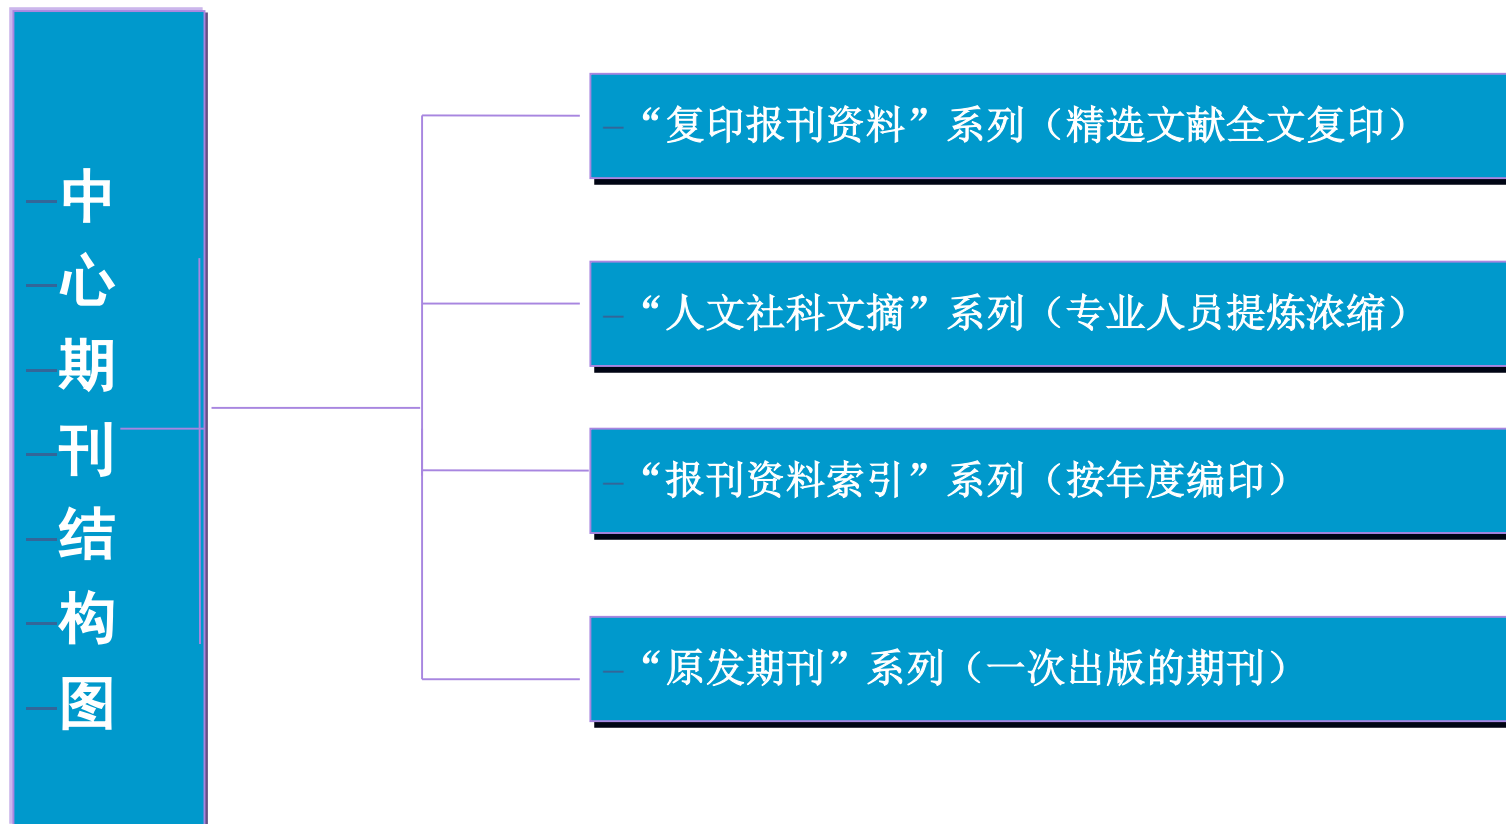 中心期刊结构图
“复印报刊资料”系列（精选文献全文复印）
“人文社科文摘”系列（专业人员提炼浓缩）
“报刊资料索引”系列（按年度编印）
“原发期刊”系列（一次出版的期刊）